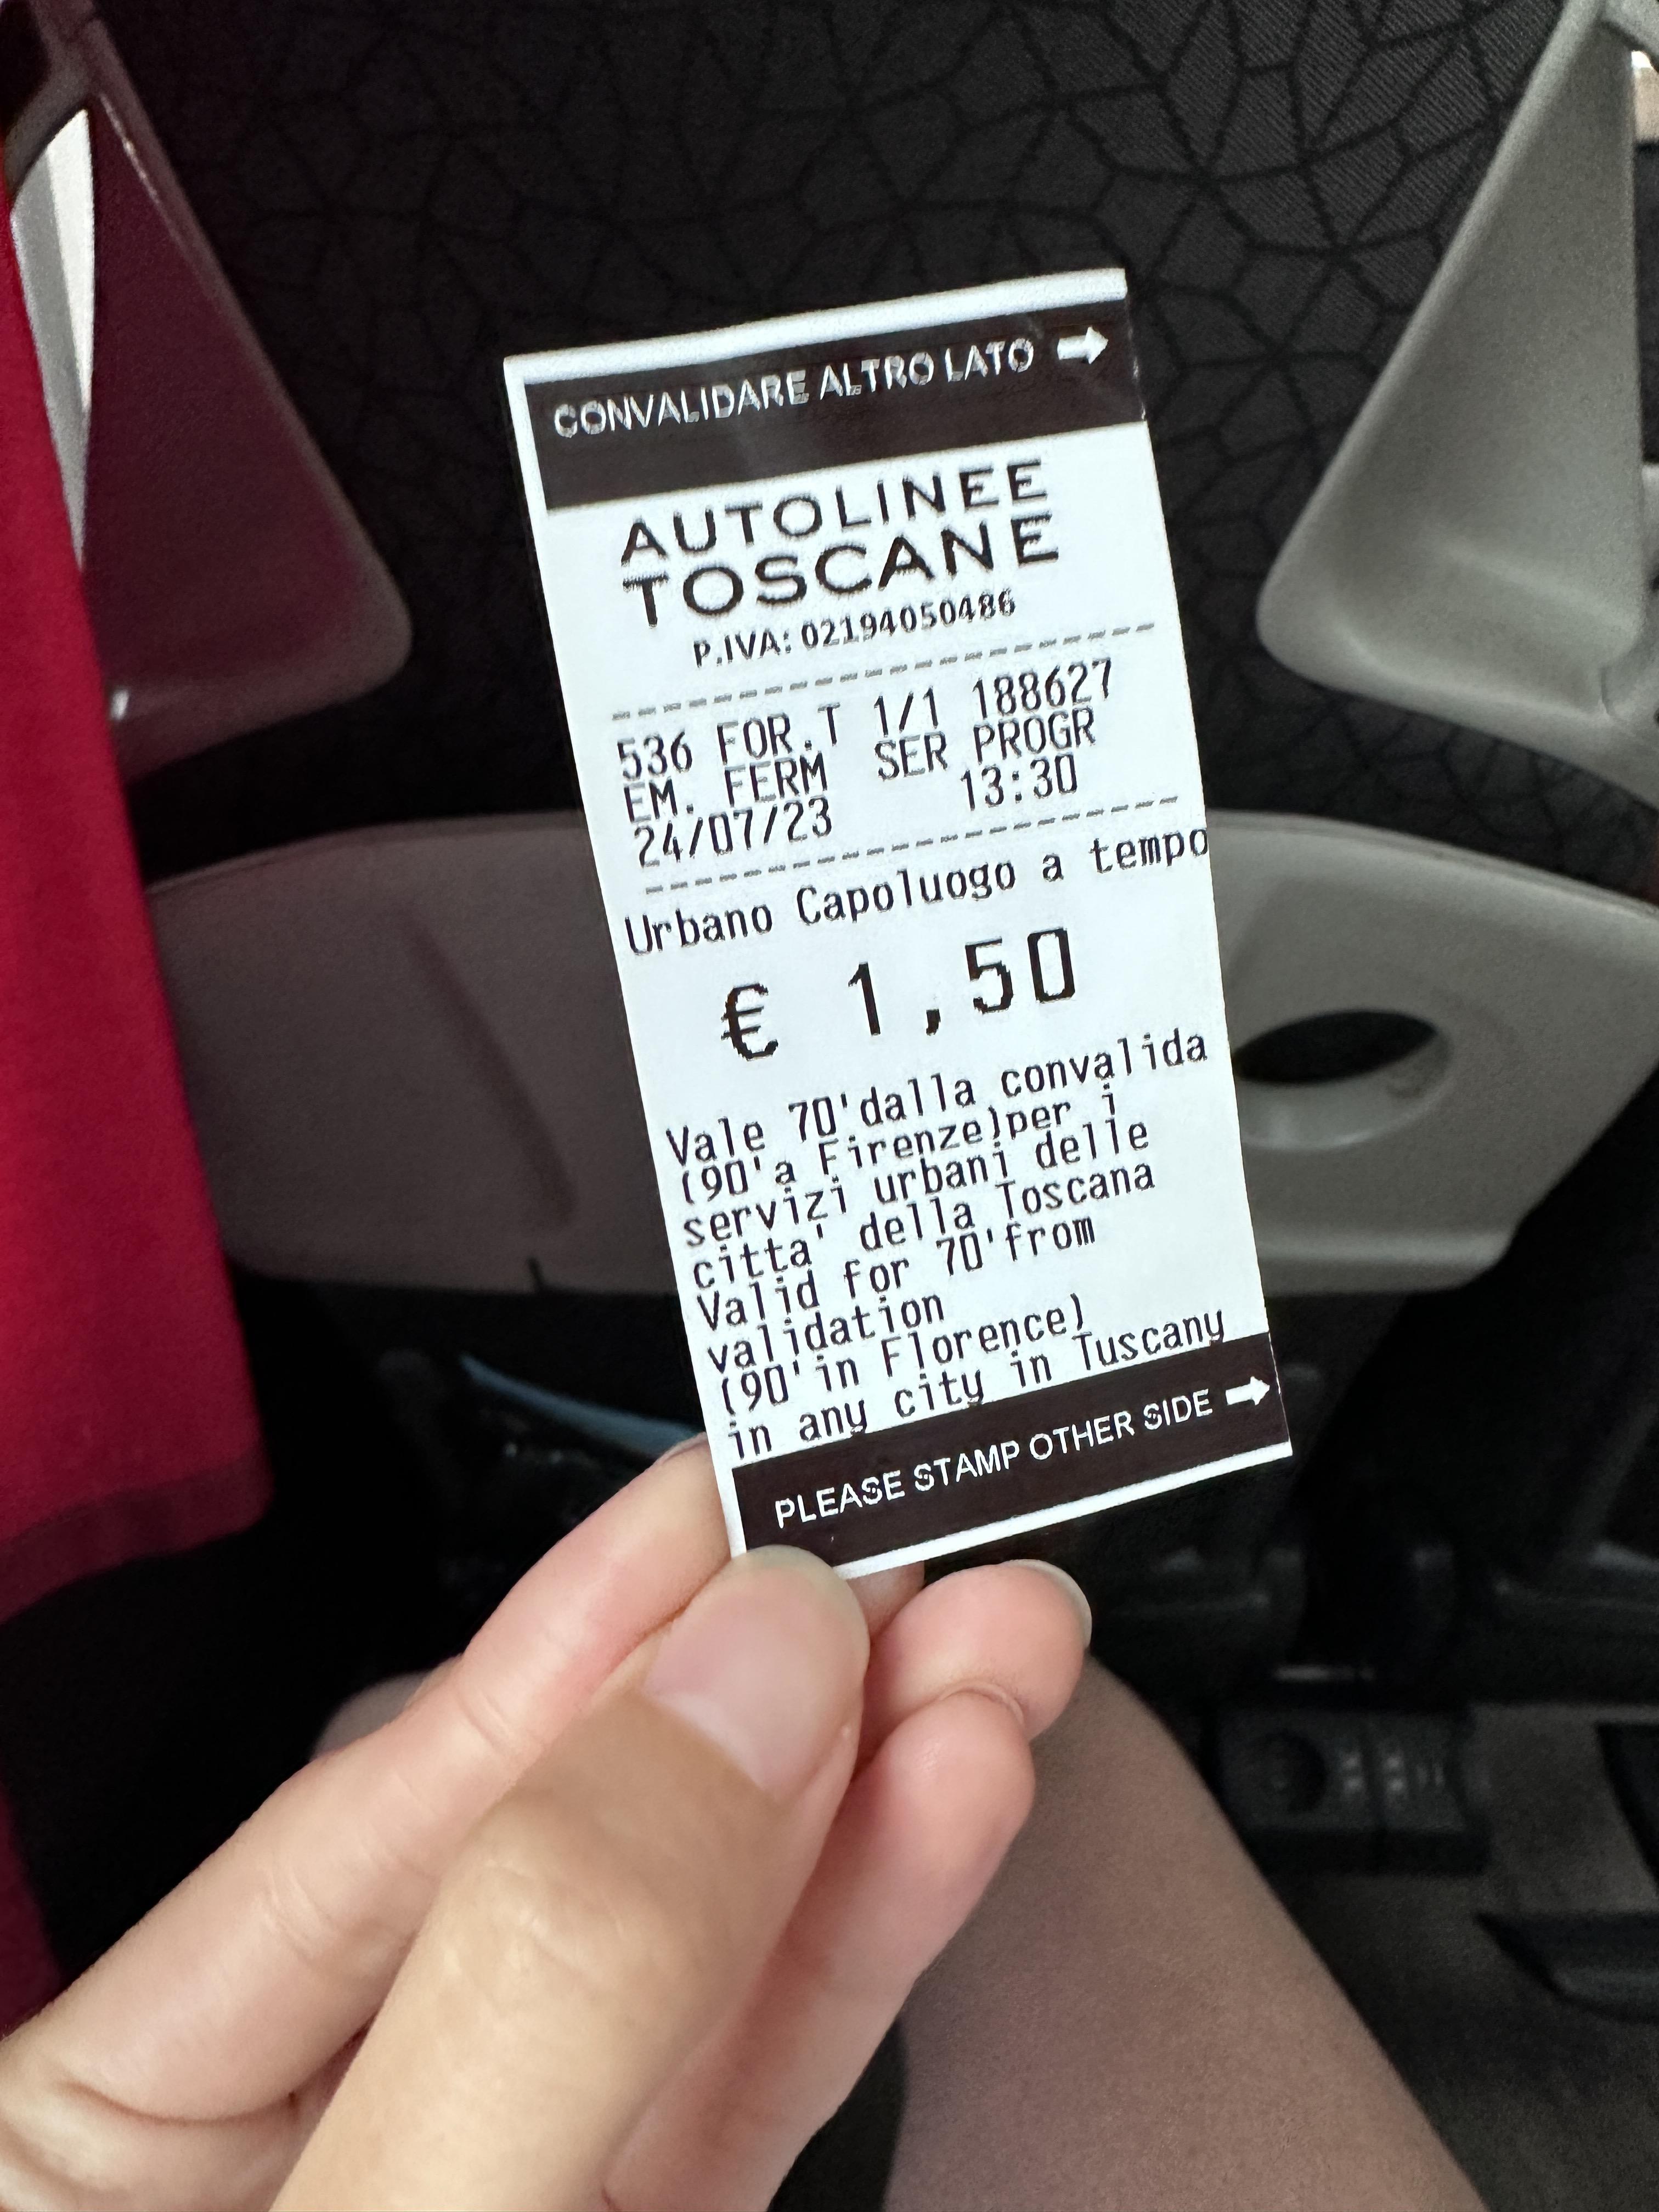 CONVALIDARE ALTRO LATO
AUTOLINEE
TOSCANE
P.IVA: 02194050486
536 FOR.T 1/1 188627
EM. FERM SER PROGR
24/07/23 13:30
Urbano Capoluogo a tempo
€ 1,50
Vale 70'dalla convalida
(90'a Firenze)per i
servizi urbani delle
citta' della Toscana
Valid for 70'from
validation
(90'in Florence)
in any city in Tuscany
PLEASE STAMP OTHER SIDE